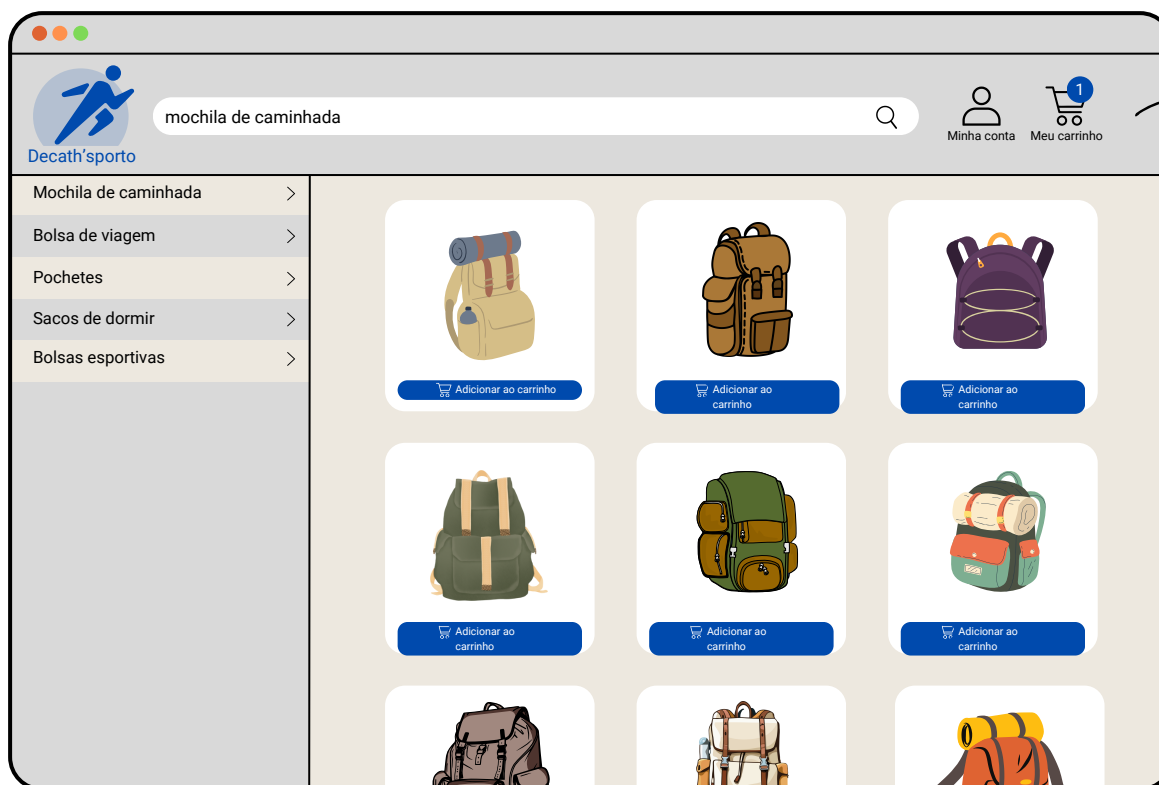 mochila de caminhada
1
Minha conta
Meu carrinho
Decath'sporto
Mochila de caminhada
Bolsa de viagem
Pochetes
Sacos de dormir
Bolsas esportivas
Adicionar ao carrinho
Adicionar ao
carrinho
Adicionar ao
carrinho
Adicionar ao
carrinho
Adicionar ao
carrinho
Adicionar ao
carrinho